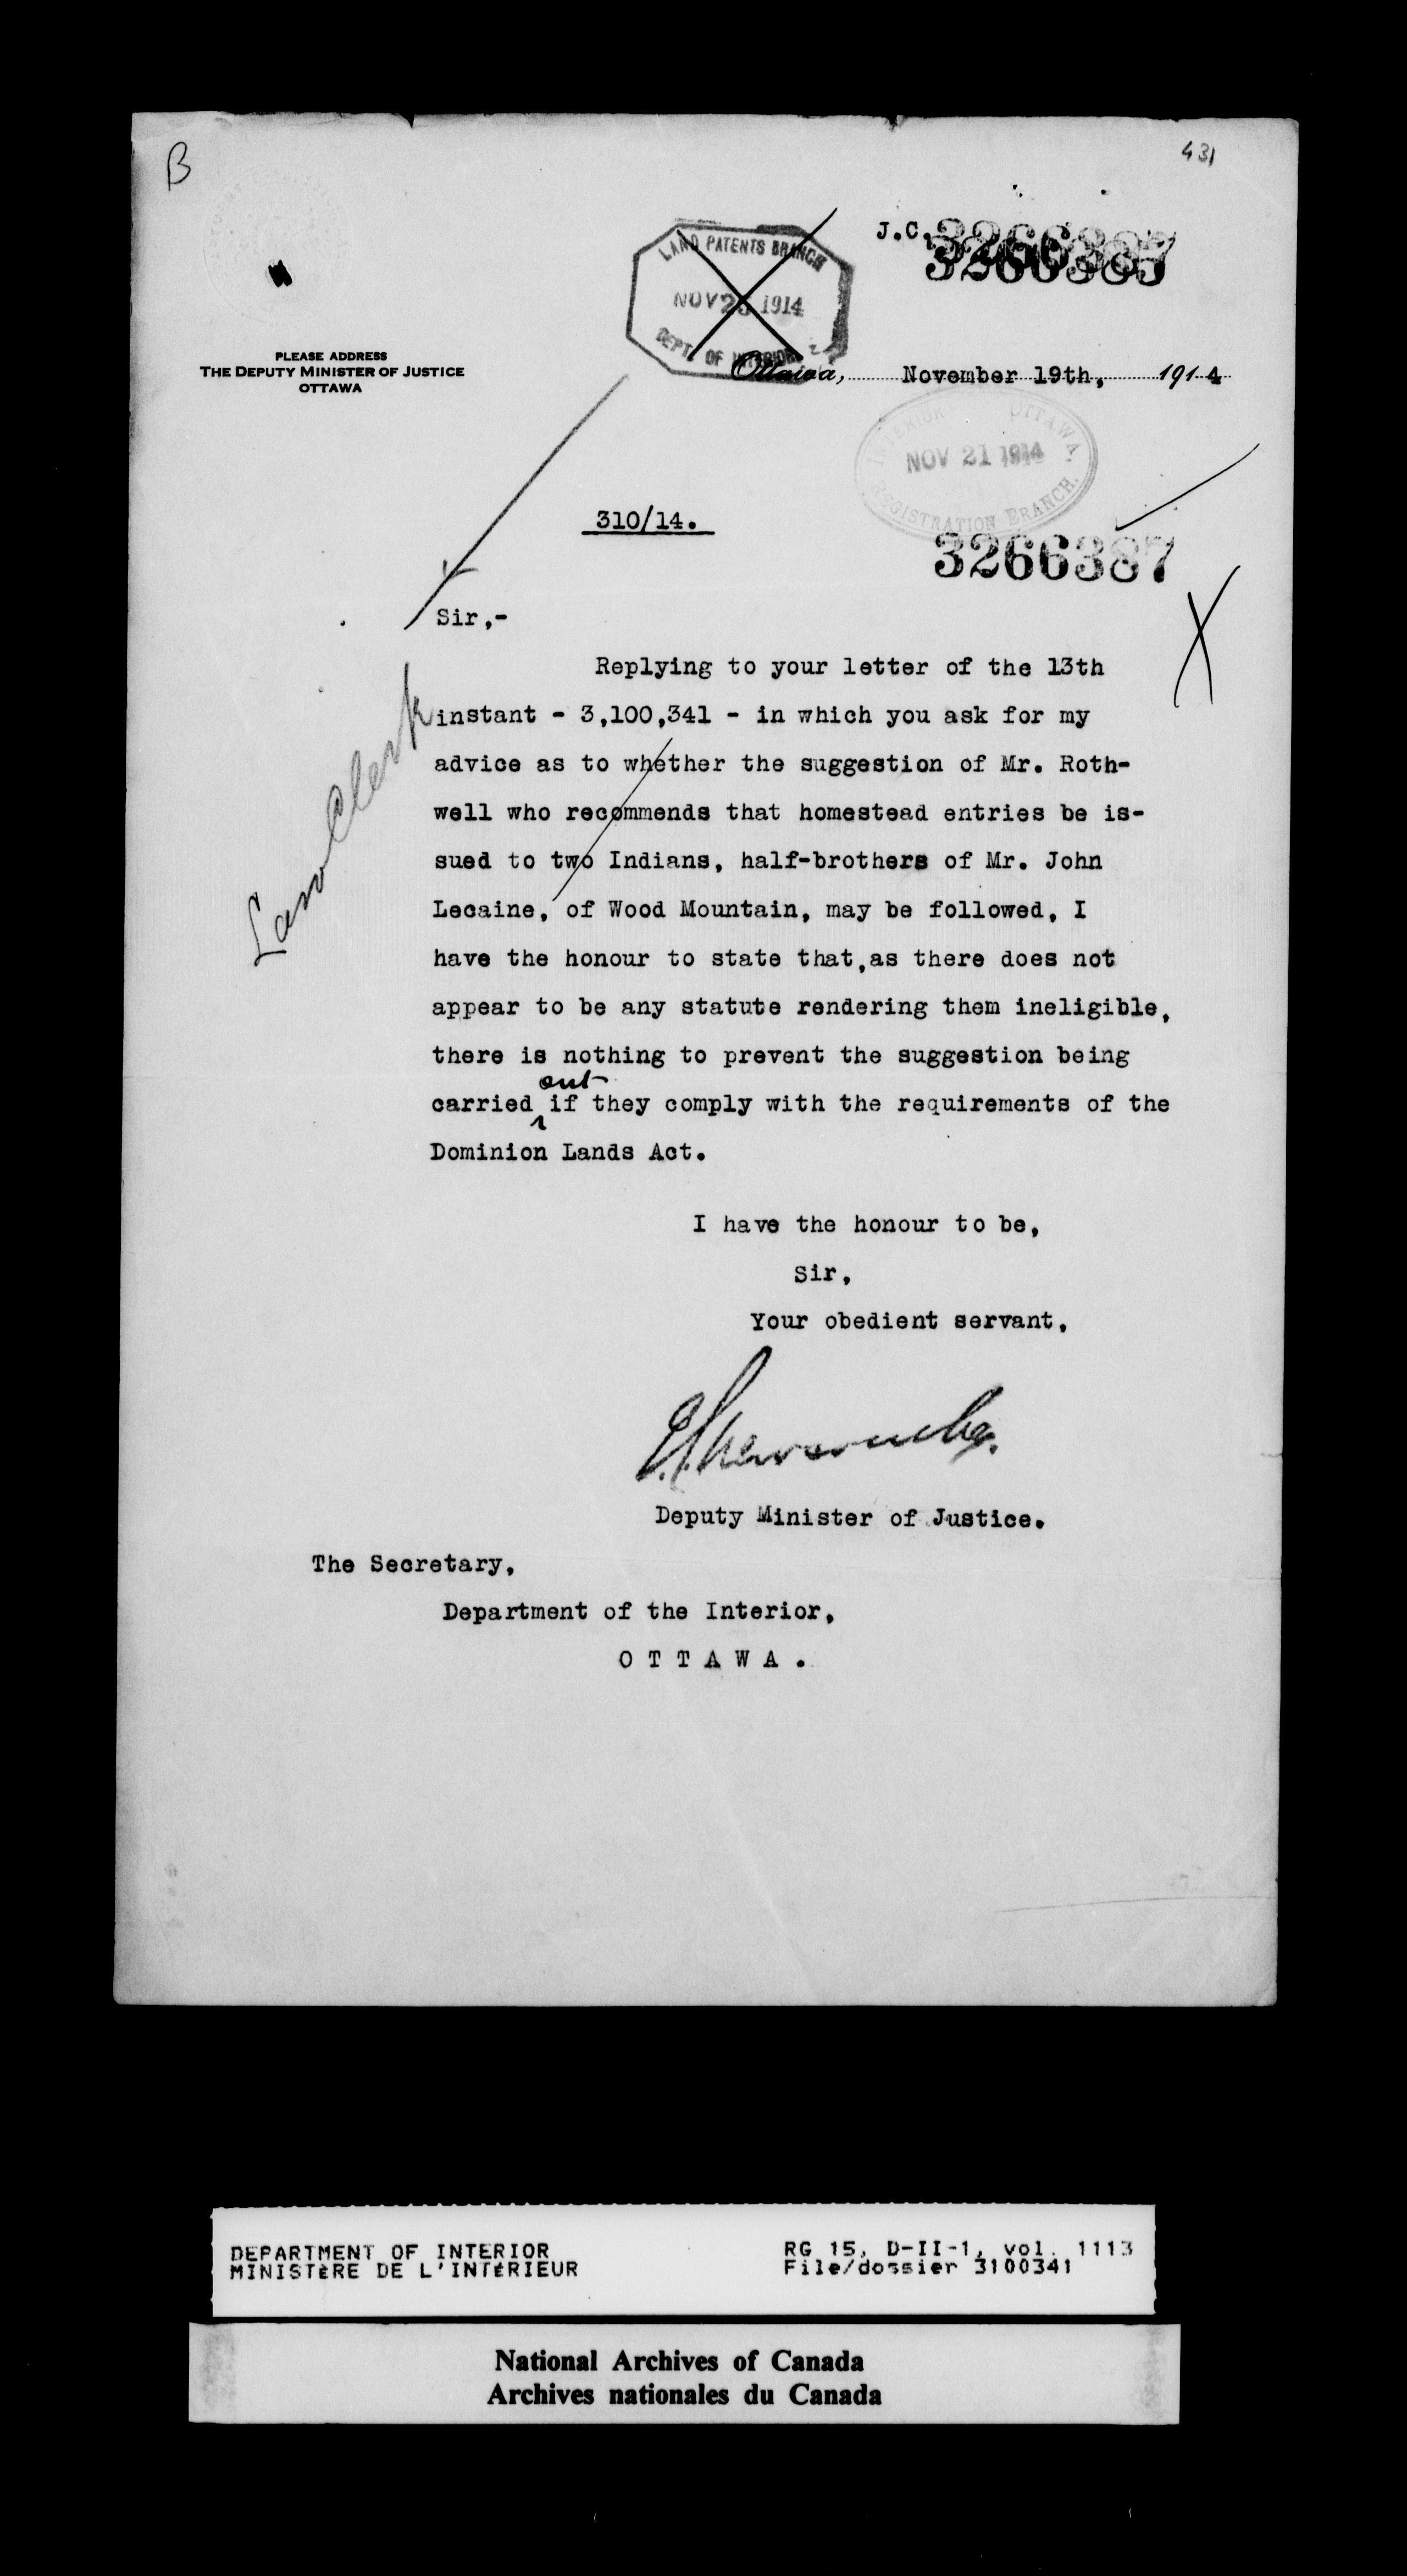 B
431
J.C.
LAND PATENTS BRANCH
NOV 23 1914
DEPT. OF INTERIOR
PLEASE ADDRESS
THE DEPUTY MINISTER OF JUSTICE
OTTAWA
Ottawa, November 19th, 1914
INTERIOR OTTAWA.
NOV 21 1914
REGISTRATION BRANCH.
310/14.
3266387
Sir,-
Law Clerk
Replying to your letter of the 13th
instant - 3,100,341 - in which you ask for my
advice as to whether the suggestion of Mr. Roth-
well who recommends that homestead entries be is-
sued to two Indians, half-brothers of Mr. John
Lecaine, of Wood Mountain, may be followed, I
have the honour to state that,as there does not
appear to be any statute rendering them ineligible,
there is nothing to prevent the suggestion being
carried out if they comply with the requirements of the
Dominion Lands Act.
I have the honour to be,
Sir,
Your obedient servant,
E.L. Newcombe.
Deputy Minister of Justice.
The Secretary,
Department of the Interior,
O T T A W A .
DEPARTMENT OF INTERIOR
MINISTÈRE DE L'INTÉRIEUR
RG 15, D-II-1, vol. 1113
File/dossier 3100341
National Archives of Canada
Archives nationales du Canada